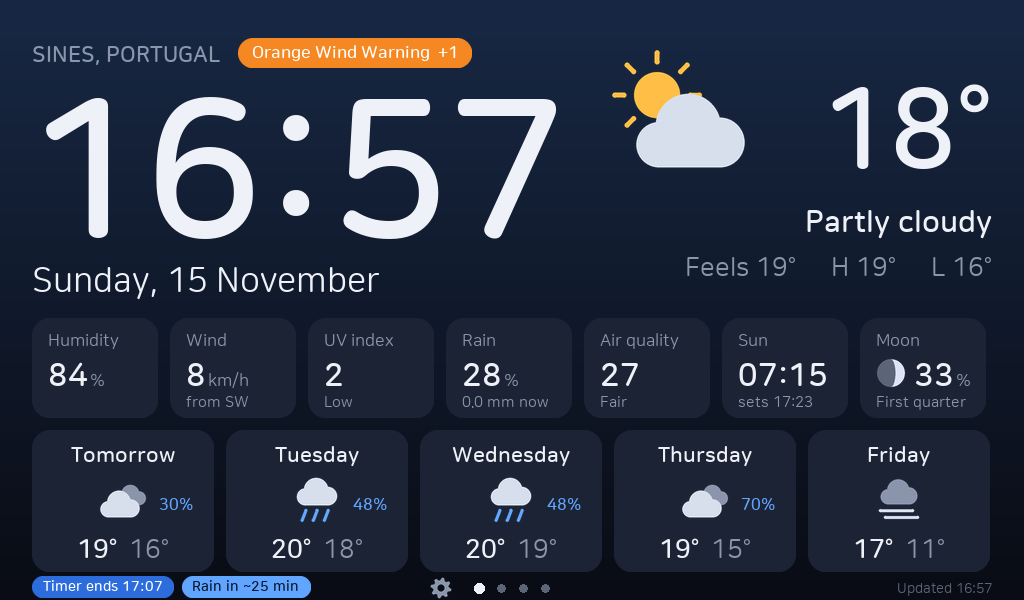 SINES, PORTUGAL
Orange Wind Warning +1
16:57
18°
Partly cloudy
Feels 19° H 19° L 16°
Sunday, 15 November
Humidity
84%
Wind
8 km/h
from SW
UV index
2
Low
Rain
28%
0.0 mm now
Air quality
27
Fair
Sun
07:15
sets 17:23
Moon
33%
First quarter
Tomorrow
30%
19° 16°
Tuesday
48%
20° 18°
Wednesday
48%
20° 19°
Thursday
70%
19° 15°
Friday
17° 11°
Timer ends 17:07
Rain in ~25 min
Updated 16:57